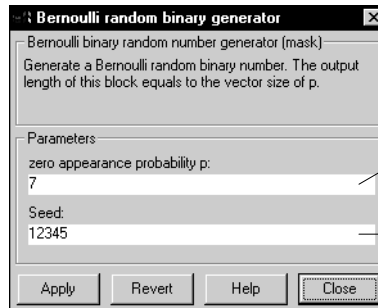 Bernoulli random binary generator
Bernoulli binary random number generator (mask)
Generate a Bernoulli random binary number. The output
length of this block equals to the vector size of p.
Parameters
zero appearance probability p:
7
Seed:
12345
Apply Revert Help Close